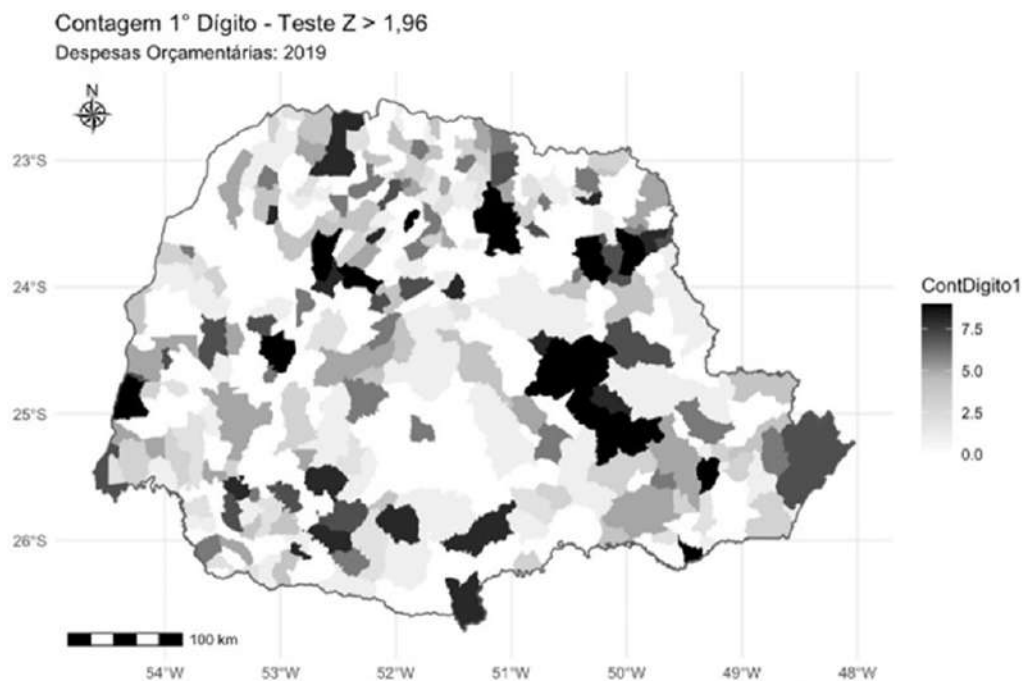 Contagem 1° Dígito - Teste Z > 1,96
Despesas Orçamentárias: 2019
N
23°S
24°S
25°S
26°S
ContDigito1
7.5
5.0
2.5
0.0
100 km
54°W
53°W
52°W
51°W
50°W
49°W
48°W